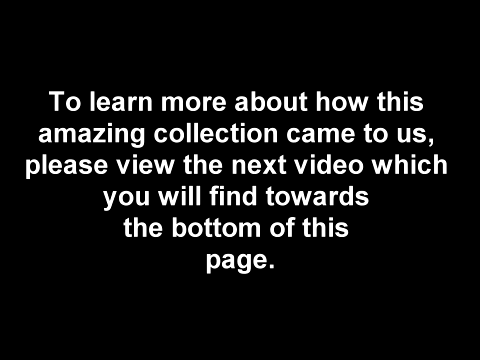 To learn more about how this
amazing collection came to us,
please view the next video which
you will find towards
the bottom of this
page.